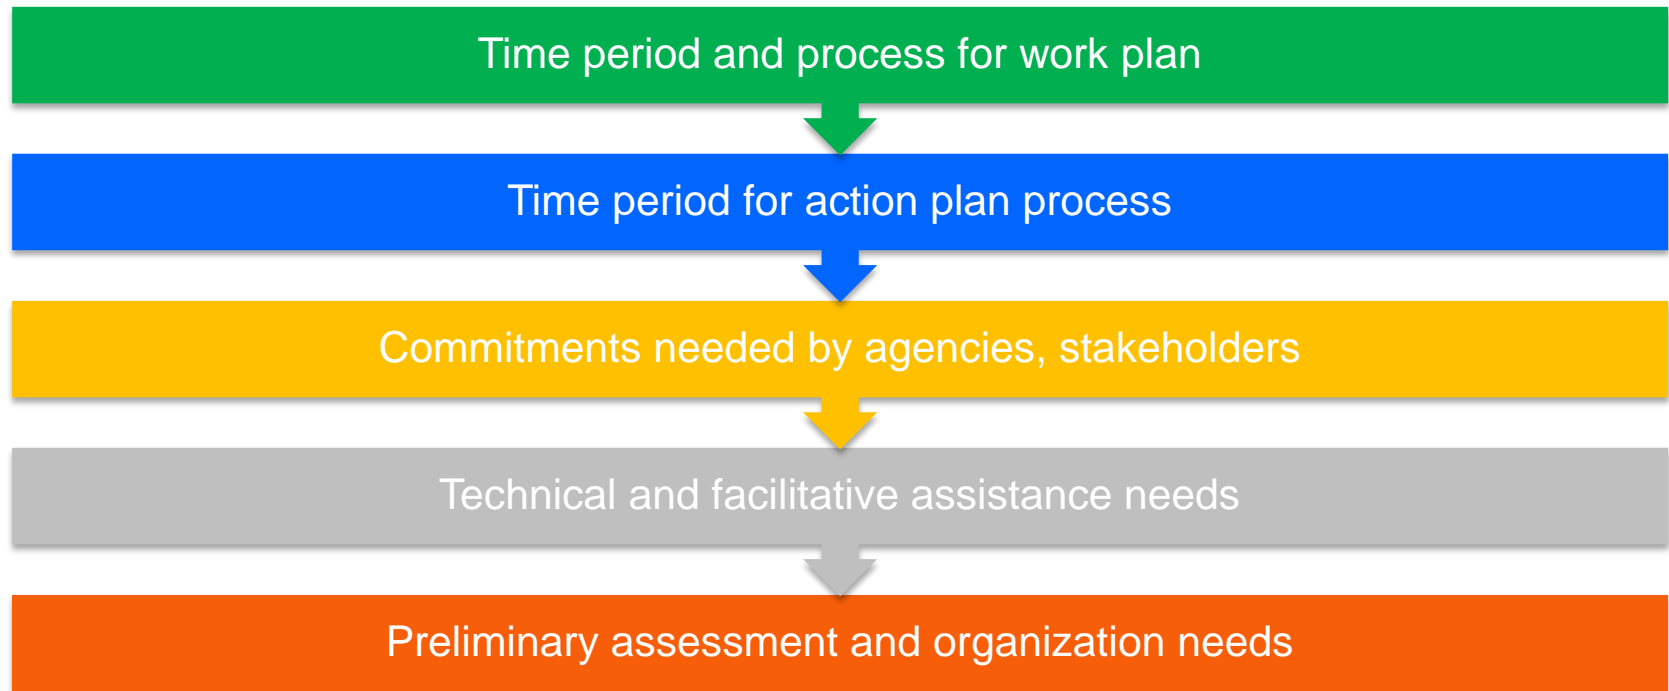 Time period and process for work plan
Time period for action plan process
Commitments needed by agencies, stakeholders
Technical and facilitative assistance needs
Preliminary assessment and organization needs